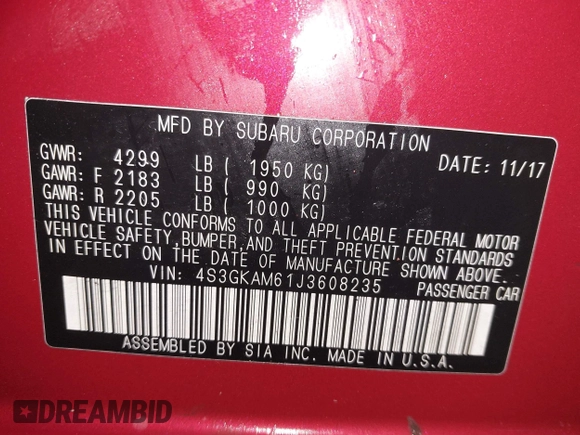 MFD BY SUBARU CORPORATION
GVWR: 4299 LB ( 1950 KG) DATE: 11/17
GAWR: F 2183 LB ( 990 KG)
GAWR: R 2205 LB ( 1000 KG)
THIS VEHICLE CONFORMS TO ALL APPLICABLE FEDERAL MOTOR
VEHICLE SAFETY, BUMPER, AND THEFT PREVENTION STANDARDS
IN EFFECT ON THE DATE OF MANUFACTURE SHOWN ABOVE.
VIN: 4S3GKAM61J3608235 PASSENGER CAR
ASSEMBLED BY SIA INC. MADE IN U.S.A.
DREAMBID